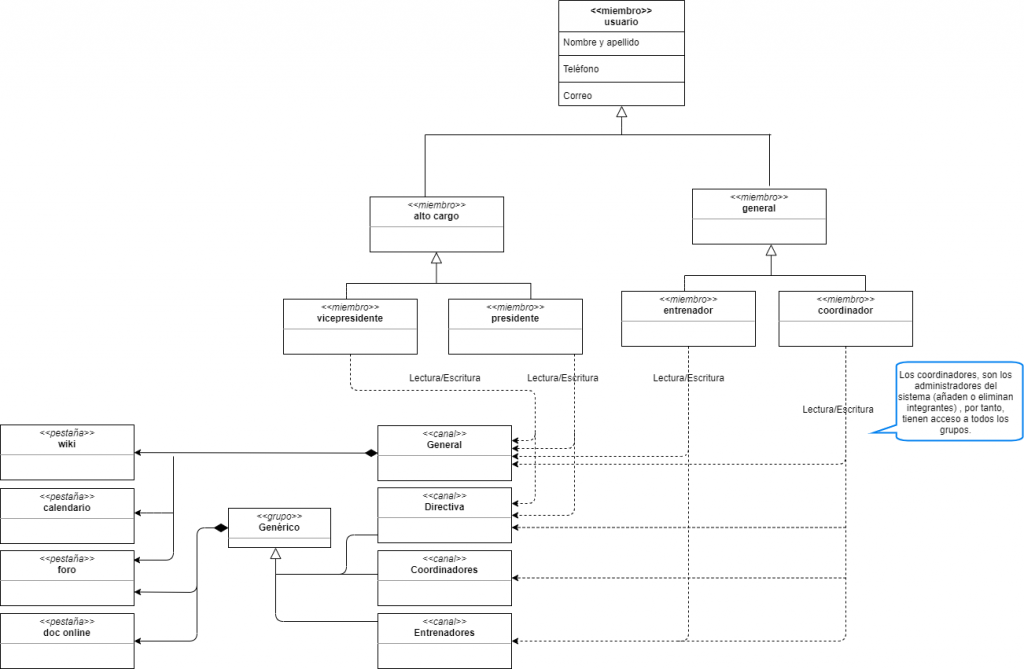 <<miembro>>
usuario
Nombre y apellido
Teléfono
Correo
<<miembro>>
alto cargo
<<miembro>>
general
<<miembro>>
vicepresidente
<<miembro>>
presidente
<<miembro>>
entrenador
<<miembro>>
coordinador
Lectura/Escritura
Lectura/Escritura
Lectura/Escritura
Lectura/Escritura
Los coordinadores, son los
administradores del
sistema (añaden o eliminan
integrantes) , por tanto,
tienen acceso a todos los
grupos.
<<pestaña>>
wiki
<<canal>>
General
<<pestaña>>
calendario
<<grupo>>
Genérico
<<canal>>
Directiva
<<pestaña>>
foro
<<canal>>
Coordinadores
<<pestaña>>
doc online
<<canal>>
Entrenadores